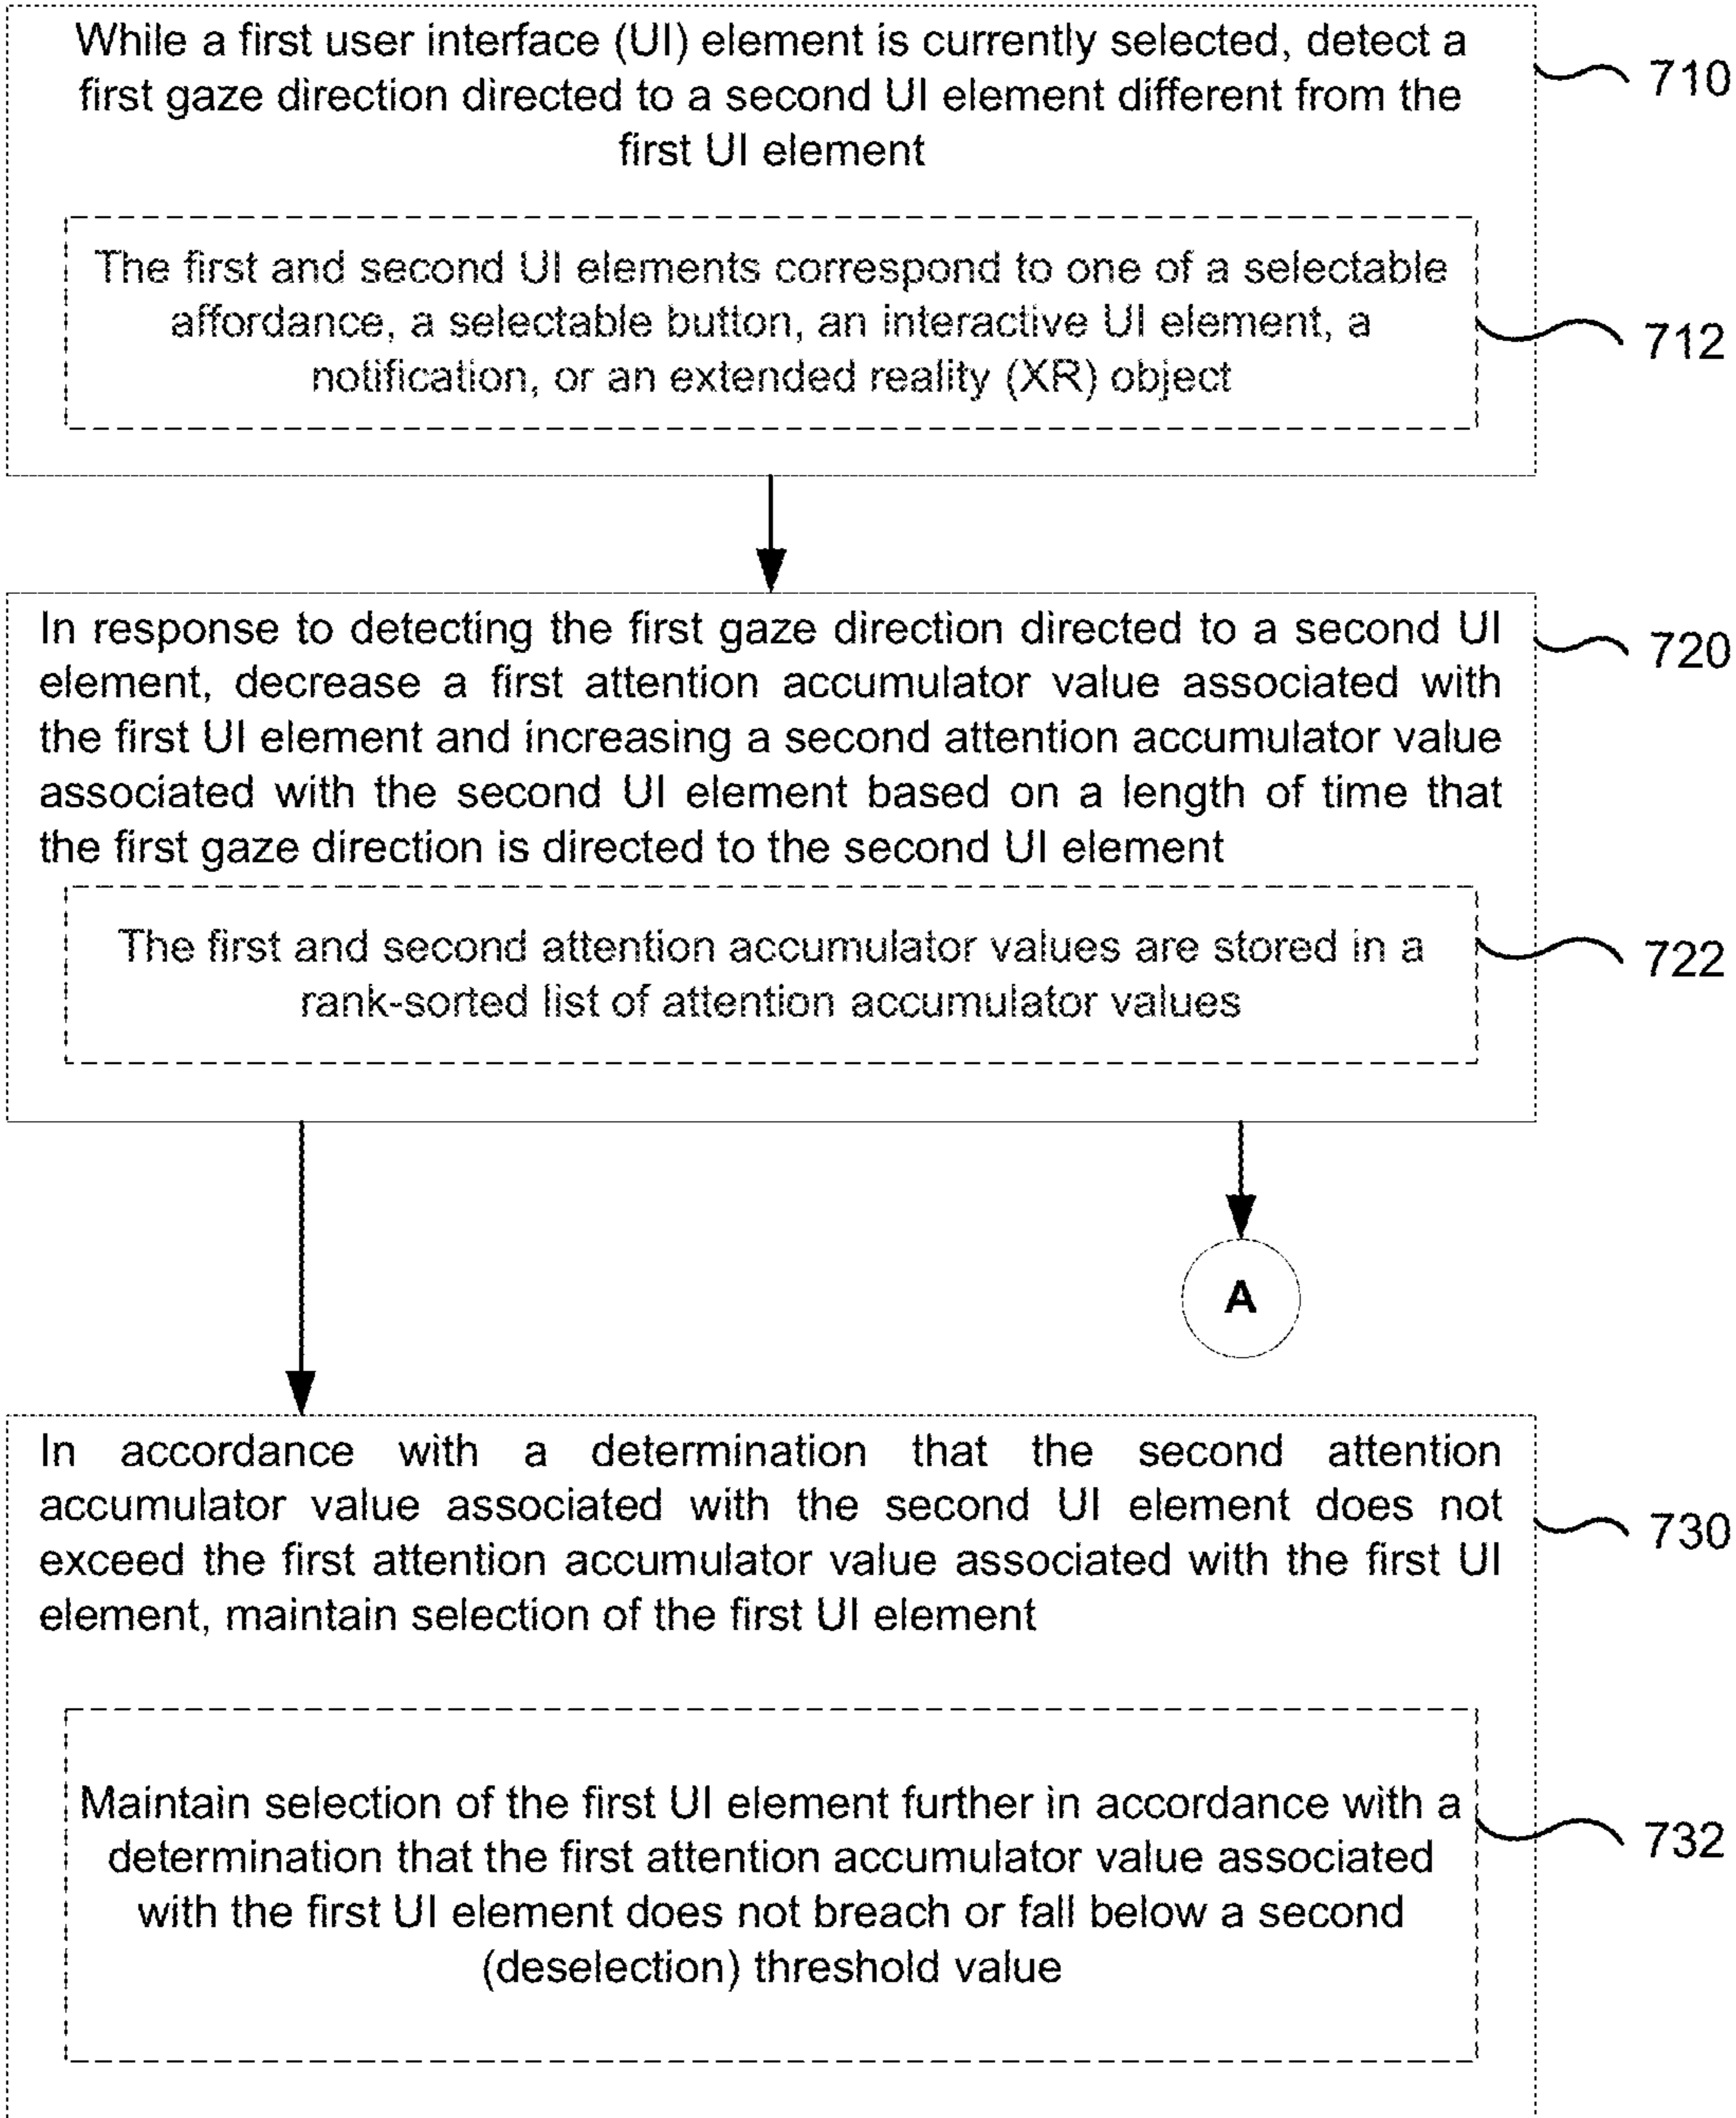 While a first user interface (UI) element is currently selected, detect a
first gaze direction directed to a second UI element different from the
first UI element
710
The first and second UI elements correspond to one of a selectable
affordance, a selectable button, an interactive UI element, a
notification, or an extended reality (XR) object
712
In response to detecting the first gaze direction directed to a second UI
element, decrease a first attention accumulator value associated with
the first UI element and increasing a second attention accumulator value
associated with the second UI element based on a length of time that
the first gaze direction is directed to the second UI element
720
The first and second attention accumulator values are stored in a
rank-sorted list of attention accumulator values
722
A
In accordance with a determination that the second attention
accumulator value associated with the second UI element does not
exceed the first attention accumulator value associated with the first UI
element, maintain selection of the first UI element
730
Maintain selection of the first UI element further in accordance with a
determination that the first attention accumulator value associated
with the first UI element does not breach or fall below a second
(deselection) threshold value
732